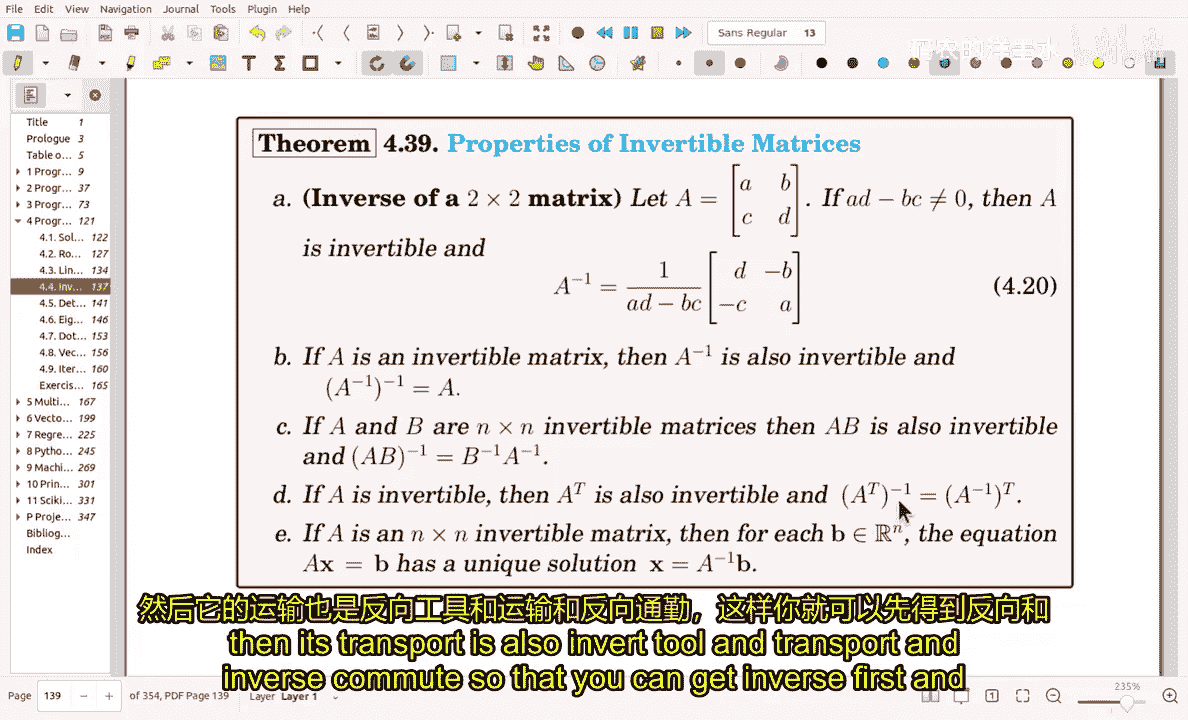 File Edit View Navigation Journal Tools Plugin Help
Sans Regular 13
Title 1
Prologue 3
Table o... 5
1 Progr... 9
2 Progr... 37
3 Progr... 73
4 Progr... 121
4.1. Sol... 122
4.2. Ro... 127
4.3. Lin... 134
4.4. Inv... 137
4.5. Det... 141
4.6. Eig... 146
4.7. Dot... 153
4.8. Vec... 156
4.9. Iter... 160
Exercis... 165
5 Multi... 167
6 Vecto... 199
7 Regre... 225
8 Pytho... 245
9 Machi... 269
10 Prin... 301
11 Sciki... 331
P Proje... 347
Bibliog...
Index
Theorem 4.39. Properties of Invertible Matrices
a. (Inverse of a 2 × 2 matrix) Let A = [a b; c d]. If ad − bc ≠ 0, then A
is invertible and
A⁻¹ = 1/(ad − bc) [d −b; −c a] (4.20)
b. If A is an invertible matrix, then A⁻¹ is also invertible and
(A⁻¹)⁻¹ = A.
c. If A and B are n × n invertible matrices then AB is also invertible
and (AB)⁻¹ = B⁻¹A⁻¹.
d. If A is invertible, then Aᵀ is also invertible and (Aᵀ)⁻¹ = (A⁻¹)ᵀ.
e. If A is an n × n invertible matrix, then for each b ∈ ℝⁿ, the equation
Ax = b has a unique solution x = A⁻¹b.
然后它的运输也是反向工具和运输和反向通勤，这样你就可以先得到反向和
then its transport is also invert tool and transport and
inverse commute so that you can get inverse first and
Page 139 − + of 354, PDF Page 139 Layer Layer 1 235%